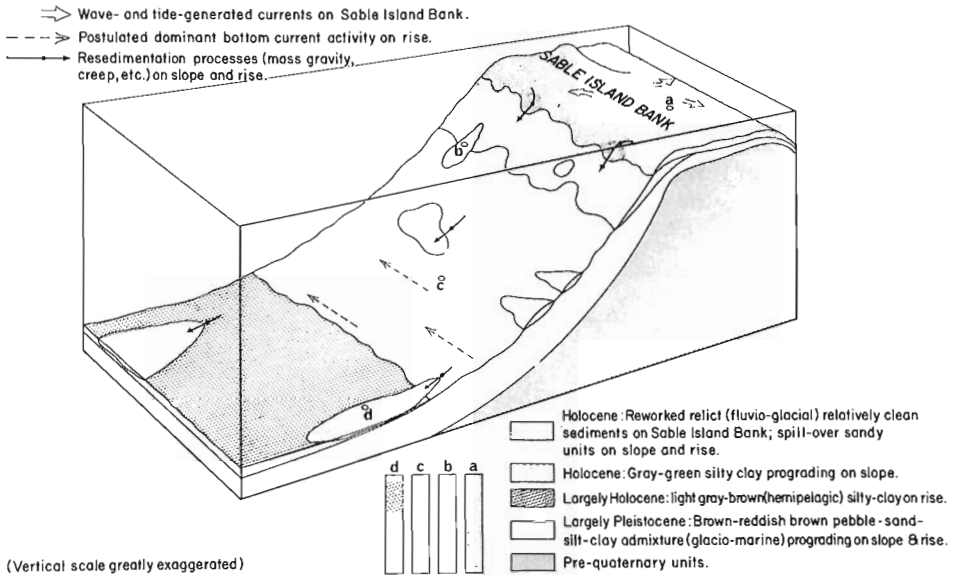 Wave- and tide-generated currents on Sable Island Bank.
Postulated dominant bottom current activity on rise.
Resedimentation processes (mass gravity,
creep, etc.) on slope and rise.
SABLE ISLAND BANK
a
b
c
d
d c b a
Holocene: Reworked relict (fluvio-glacial) relatively clean
sediments on Sable Island Bank; spill-over sandy
units on slope and rise.
Holocene: Gray-green silty clay prograding on slope.
Largely Holocene: light gray-brown (hemipelagic) silty-clay on rise.
Largely Pleistocene: Brown-reddish brown pebble-sand-
silt-clay admixture (glacio-marine) prograding on slope & rise.
Pre-quaternary units.
(Vertical scale greatly exaggerated)